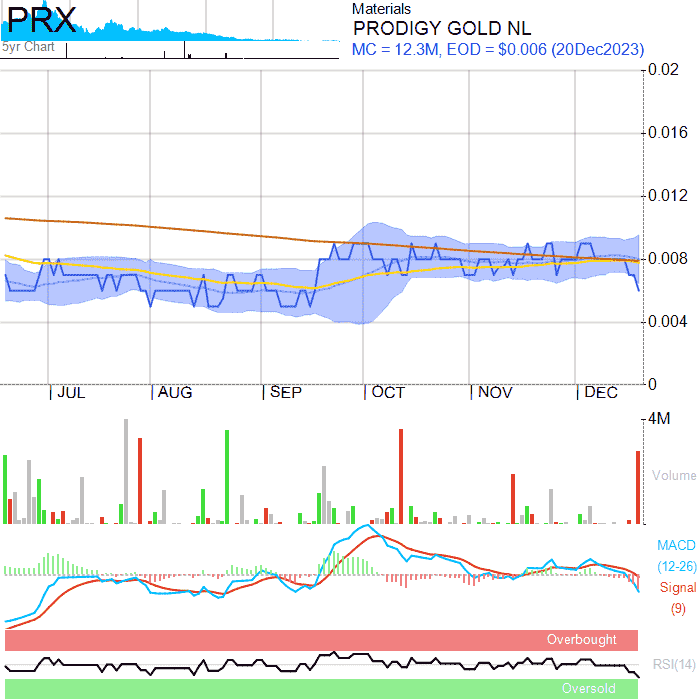 PRX
5yr Chart
Materials
PRODIGY GOLD NL
MC = 12.3M, EOD = $0.006 (20Dec2023)
0.02
0.016
0.012
0.008
0.004
0
JUL AUG SEP OCT NOV DEC
4M
Volume
MACD
(12-26)
Signal
(9)
Overbought
RSI(14)
Oversold